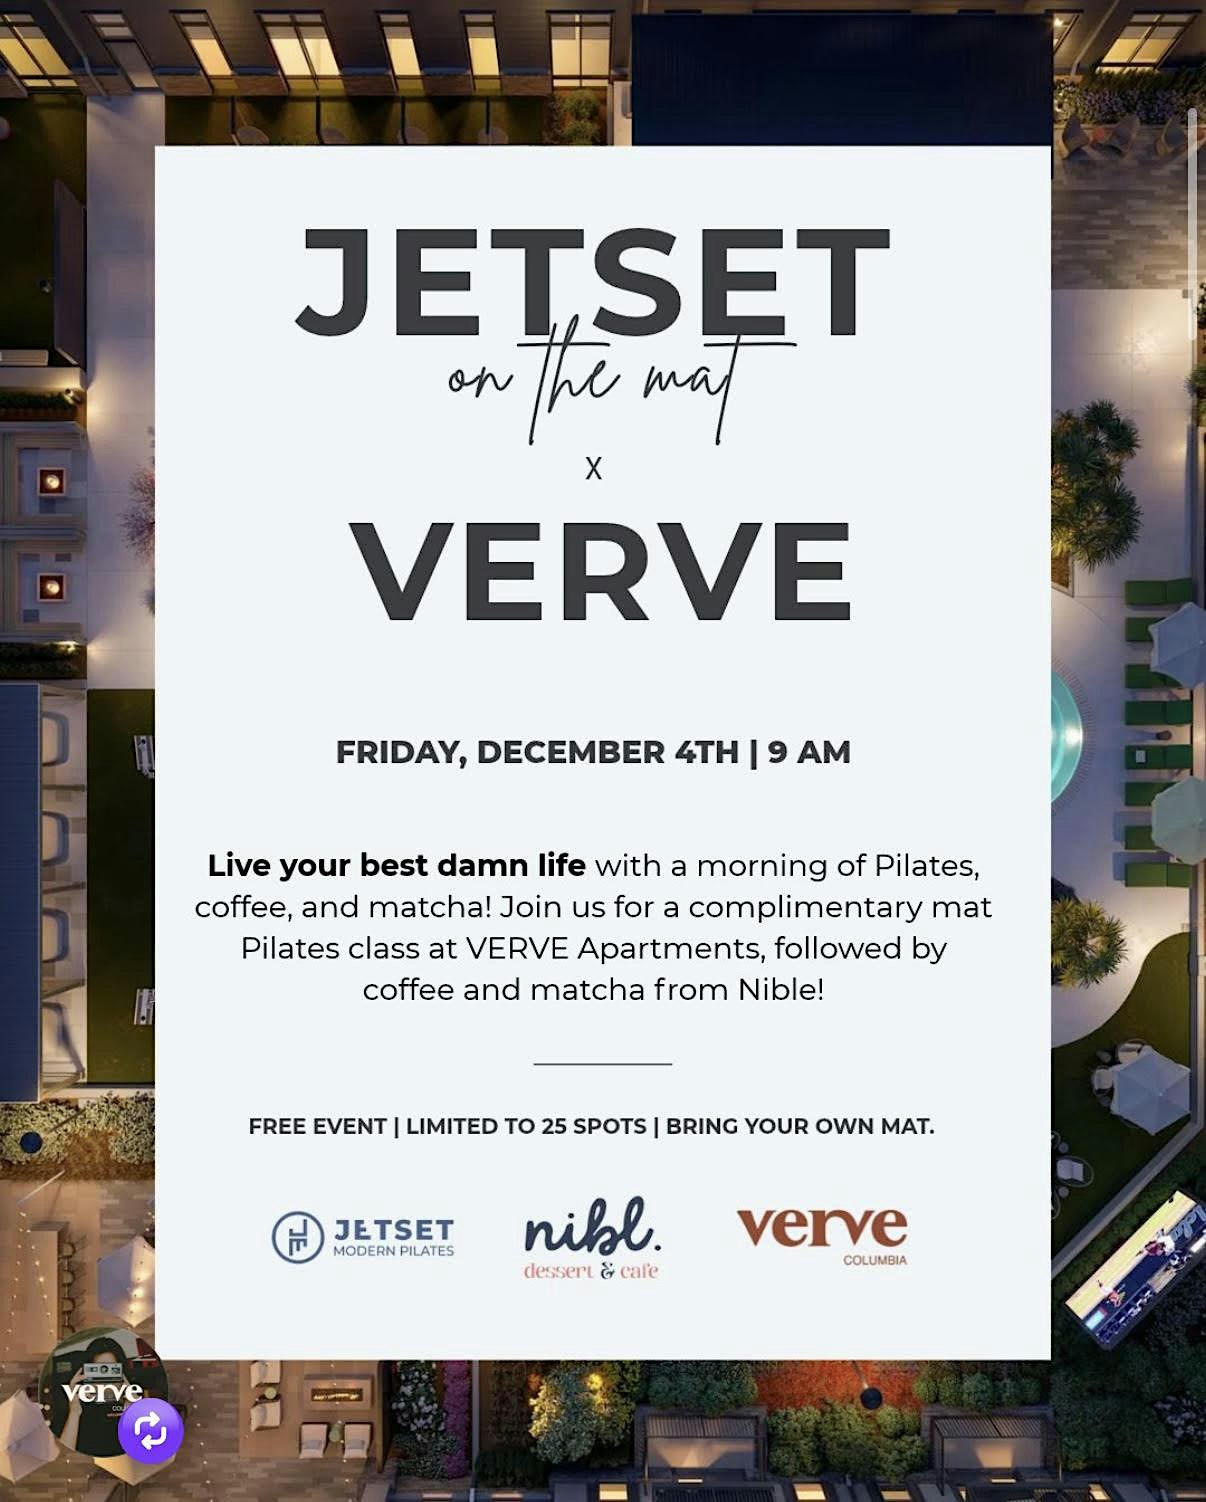 JETSET
on the mat
X
VERVE
FRIDAY, DECEMBER 4TH | 9 AM
Live your best damn life with a morning of Pilates,
coffee, and matcha! Join us for a complimentary mat
Pilates class at VERVE Apartments, followed by
coffee and matcha from Nible!
FREE EVENT | LIMITED TO 25 SPOTS | BRING YOUR OWN MAT.
JETSET
MODERN PILATES
nibl.
dessert & cafe
verve
COLUMBIA
verve